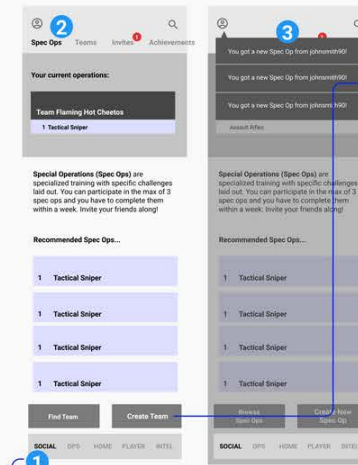 2
Spec Ops Teams Invites Achievements
Your current operations:
Team Flaming Hot Cheetos
1 Tactical Sniper
Special Operations (Spec Ops) are
specialized training with specific challenges
laid out. You can participate in the max of 3
spec ops and you have to complete them
within a week. Invite your friends along!
Recommended Spec Ops...
1 Tactical Sniper
1 Tactical Sniper
1 Tactical Sniper
1 Tactical Sniper
Find Team Create Team
SOCIAL OPS HOME PLAYER INTEL
1
3
You got a new Spec Op from johnsmith90!
You got a new Spec Op from johnsmith90!
You got a new Spec Op from johnsmith90!
Assault Rifles
Special Operations (Spec Ops) are
specialized training with specific challenges
laid out. You can participate in the max of 3
spec ops and you have to complete them
within a week. Invite your friends along!
Recommended Spec Ops...
1 Tactical Sniper
1 Tactical Sniper
1 Tactical Sniper
1 Tactical Sniper
Browse Create New
Spec Ops Spec Op
SOCIAL OPS HOME PLAYER INTEL